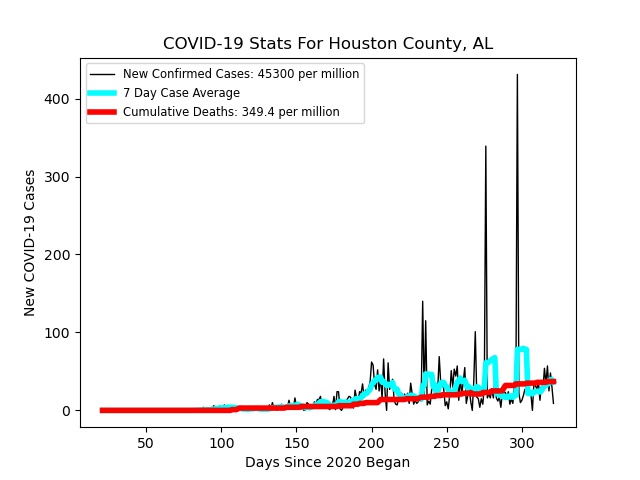 COVID-19 Stats For Houston County, AL
New Confirmed Cases: 45300 per million
7 Day Case Average
Cumulative Deaths: 349.4 per million
New COVID-19 Cases
400
300
200
100
0
50 100 150 200 250 300
Days Since 2020 Began